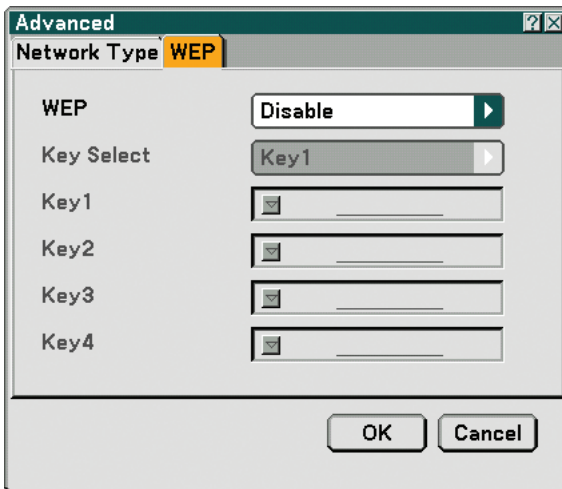 Advanced ?
Network Type WEP
WEP Disable
Key Select Key1
Key1
Key2
Key3
Key4
OK Cancel